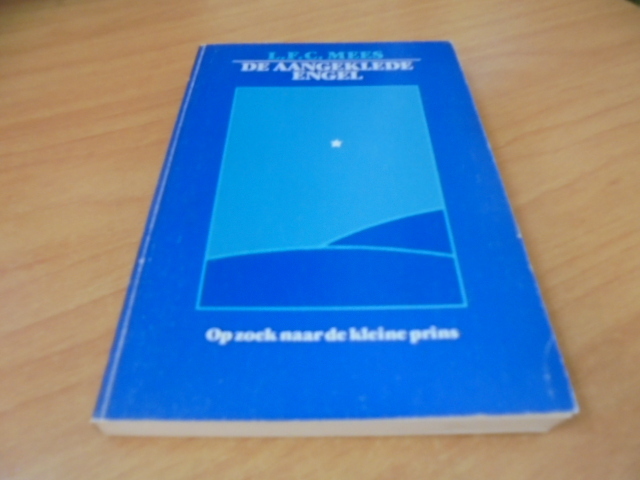 L.F.C. MEES
DE AANGEKLEDE
ENGEL
Op zoek naar de kleine prins